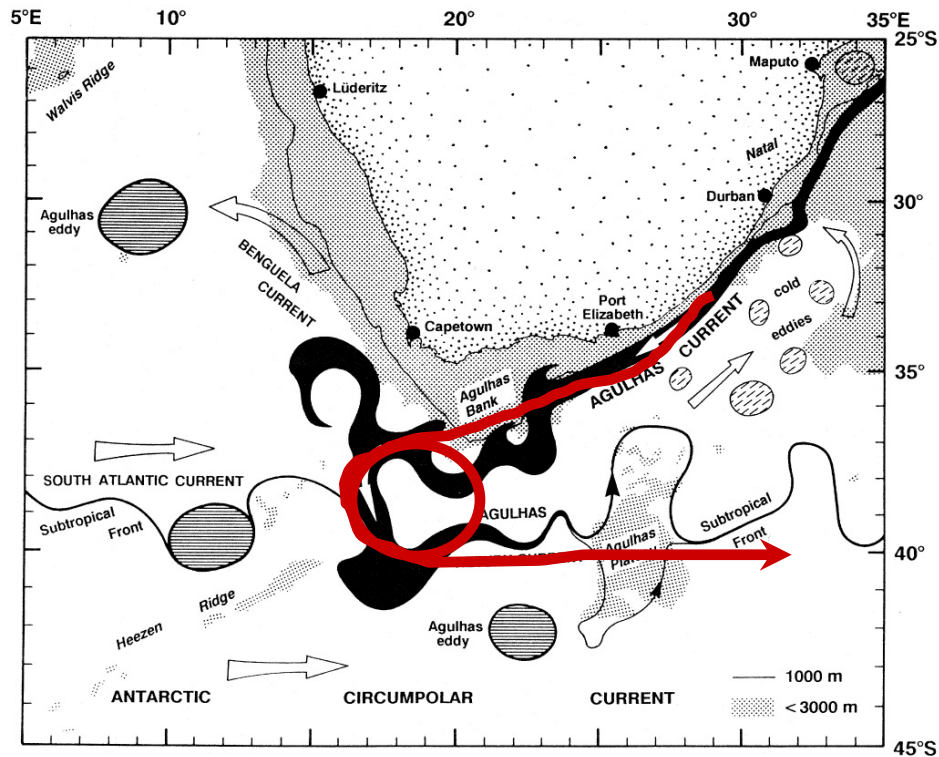 5°E 10° 20° 30° 35°E
25°S
Maputo
Walvis Ridge
Lüderitz
Natal
Durban
30°S
Agulhas
eddy
BENGUELA
CURRENT
cold
eddies
Port
Elizabeth
Capetown
AGULHAS CURRENT
35°S
Agulhas
Bank
SOUTH ATLANTIC CURRENT
Subtropical
Front
AGULHAS
Subtropical
Front
40°S
Agulhas
Heezen Ridge
Agulhas
eddy
1000 m
< 3000 m
ANTARCTIC CIRCUMPOLAR CURRENT
45°S